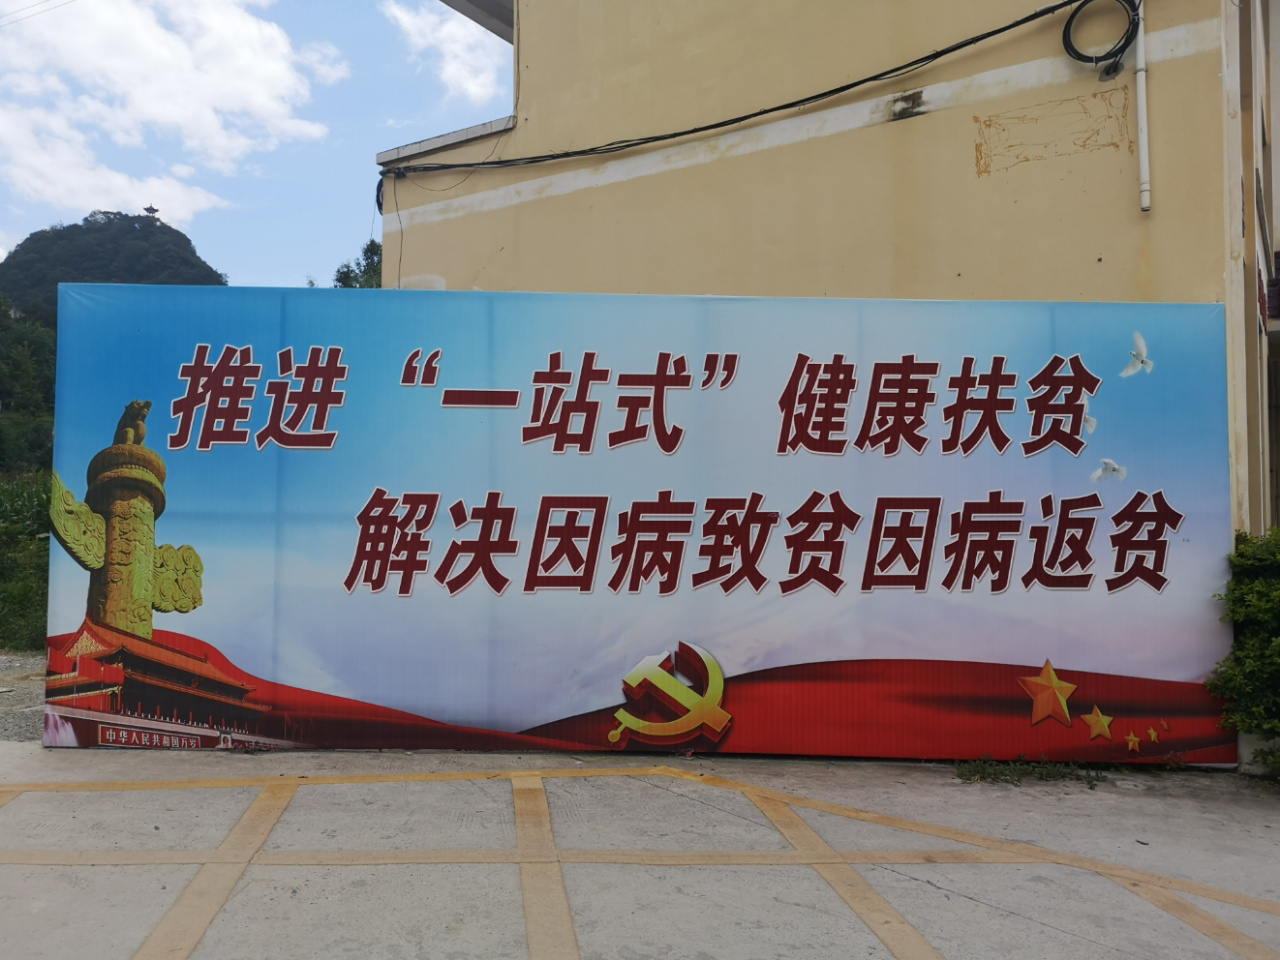 推进“一站式”健康扶贫
解决因病致贫因病返贫
中华人民共和国万岁